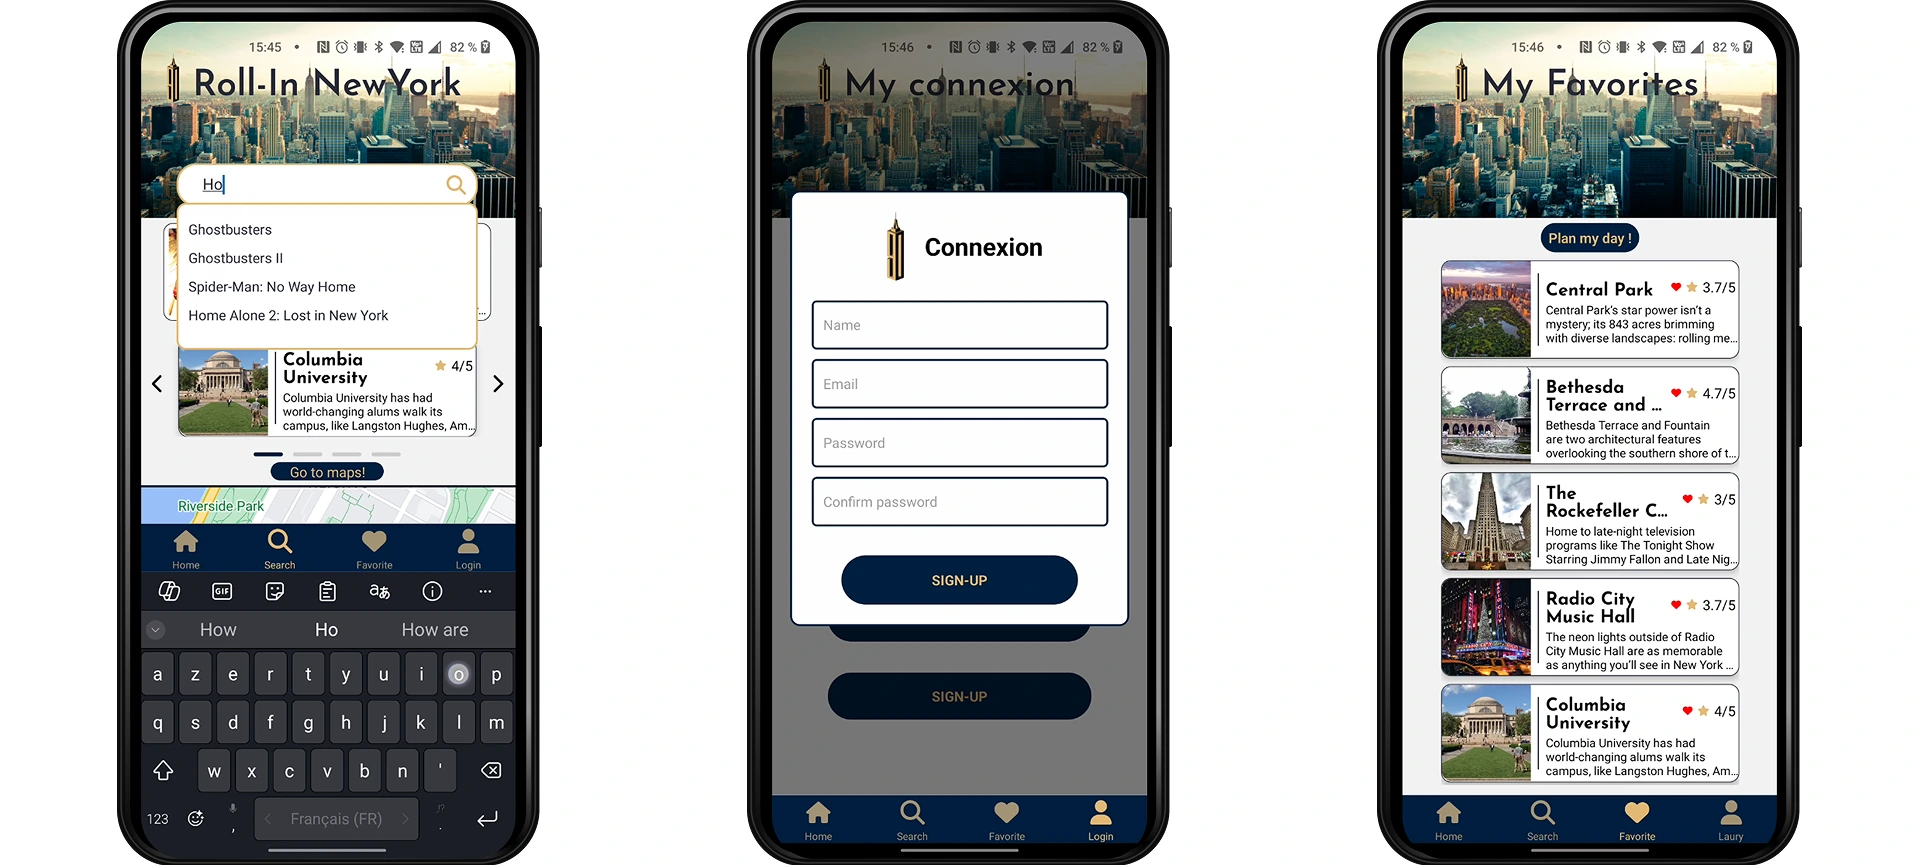 15:45 • 82 %
Roll-In NewYork
Ho
Ghostbusters
Ghostbusters II
Spider-Man: No Way Home
Home Alone 2: Lost in New York
...
Columbia
University
4/5
Columbia University has had
world-changing alums walk its
campus, like Langston Hughes, Am...
Go to maps!
Riverside Park
Home
Search
Favorite
Login
GIF
...
How
Ho
How are
a z e r t y u i o p
q s d f g h j k l m
w x c v b n '
123
,
Français (FR)
!?
.
15:46 • 82 %
My connexion
Connexion
Name
Email
Password
Confirm password
SIGN-UP
SIGN-UP
Home
Search
Favorite
Login
15:46 • 82 %
My Favorites
Plan my day !
Central Park
3.7/5
Central Park's star power isn't a
mystery; its 843 acres brimming
with diverse landscapes: rolling me...
Bethesda
Terrace and ...
4.7/5
Bethesda Terrace and Fountain
are two architectural features
overlooking the southern shore of t...
The
Rockefeller C...
3/5
Home to late-night television
programs like The Tonight Show
Starring Jimmy Fallon and Late Nig...
Radio City
Music Hall
3.7/5
The neon lights outside of Radio
City Music Hall are as memorable
as anything you'll see in New York ...
Columbia
University
4/5
Columbia University has had
world-changing alums walk its
campus, like Langston Hughes, Am...
Home
Search
Favorite
Laury